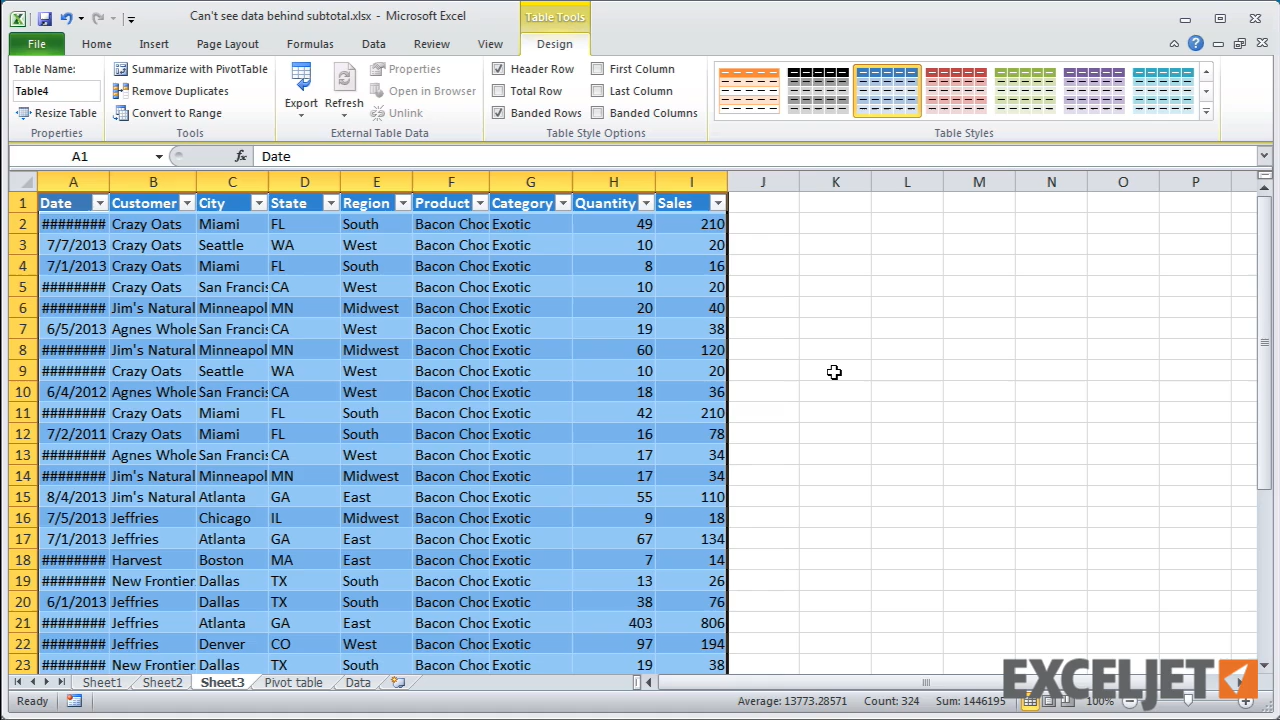 Can't see data behind subtotal.xlsx - Microsoft Excel
Table Tools
File Home Insert Page Layout Formulas Data Review View Design
Table Name: Summarize with PivotTable Properties Header Row First Column
Table4 Remove Duplicates Export Refresh Open in Browser Total Row Last Column
Resize Table Convert to Range Unlink Banded Rows Banded Columns
Properties Tools External Table Data Table Style Options Table Styles
A1 fx Date
A B C D E F G H I J K L M N O P
1 Date Customer City State Region Product Category Quantity Sales
2 ######## Crazy Oats Miami FL South Bacon Choc Exotic 49 210
3 7/7/2013 Crazy Oats Seattle WA West Bacon Choc Exotic 10 20
4 7/1/2013 Crazy Oats Miami FL South Bacon Choc Exotic 8 16
5 ######## Crazy Oats San Francis CA West Bacon Choc Exotic 10 20
6 ######## Jim's Natural Minneapol MN Midwest Bacon Choc Exotic 20 40
7 6/5/2013 Agnes Whole San Francis CA West Bacon Choc Exotic 19 38
8 ######## Jim's Natural Minneapol MN Midwest Bacon Choc Exotic 60 120
9 ######## Crazy Oats Seattle WA West Bacon Choc Exotic 10 20
10 6/4/2012 Agnes Whole San Francis CA West Bacon Choc Exotic 18 36
11 ######## Crazy Oats Miami FL South Bacon Choc Exotic 42 210
12 7/2/2011 Crazy Oats Miami FL South Bacon Choc Exotic 16 78
13 ######## Agnes Whole San Francis CA West Bacon Choc Exotic 17 34
14 ######## Jim's Natural Minneapol MN Midwest Bacon Choc Exotic 17 34
15 8/4/2013 Jim's Natural Atlanta GA East Bacon Choc Exotic 55 110
16 7/5/2013 Jeffries Chicago IL Midwest Bacon Choc Exotic 9 18
17 7/1/2013 Jeffries Atlanta GA East Bacon Choc Exotic 67 134
18 ######## Harvest Boston MA East Bacon Choc Exotic 7 14
19 ######## New Frontier Dallas TX South Bacon Choc Exotic 13 26
20 6/1/2013 Jeffries Dallas TX South Bacon Choc Exotic 38 76
21 ######## Jeffries Atlanta GA East Bacon Choc Exotic 403 806
22 ######## Jeffries Denver CO West Bacon Choc Exotic 97 194
23 ######## New Frontier Dallas TX South Bacon Choc Exotic 19 38
Sheet1 Sheet2 Sheet3 Pivot table Data
EXCELJET
Ready Average: 13773.28571 Count: 324 Sum: 1446195 100%